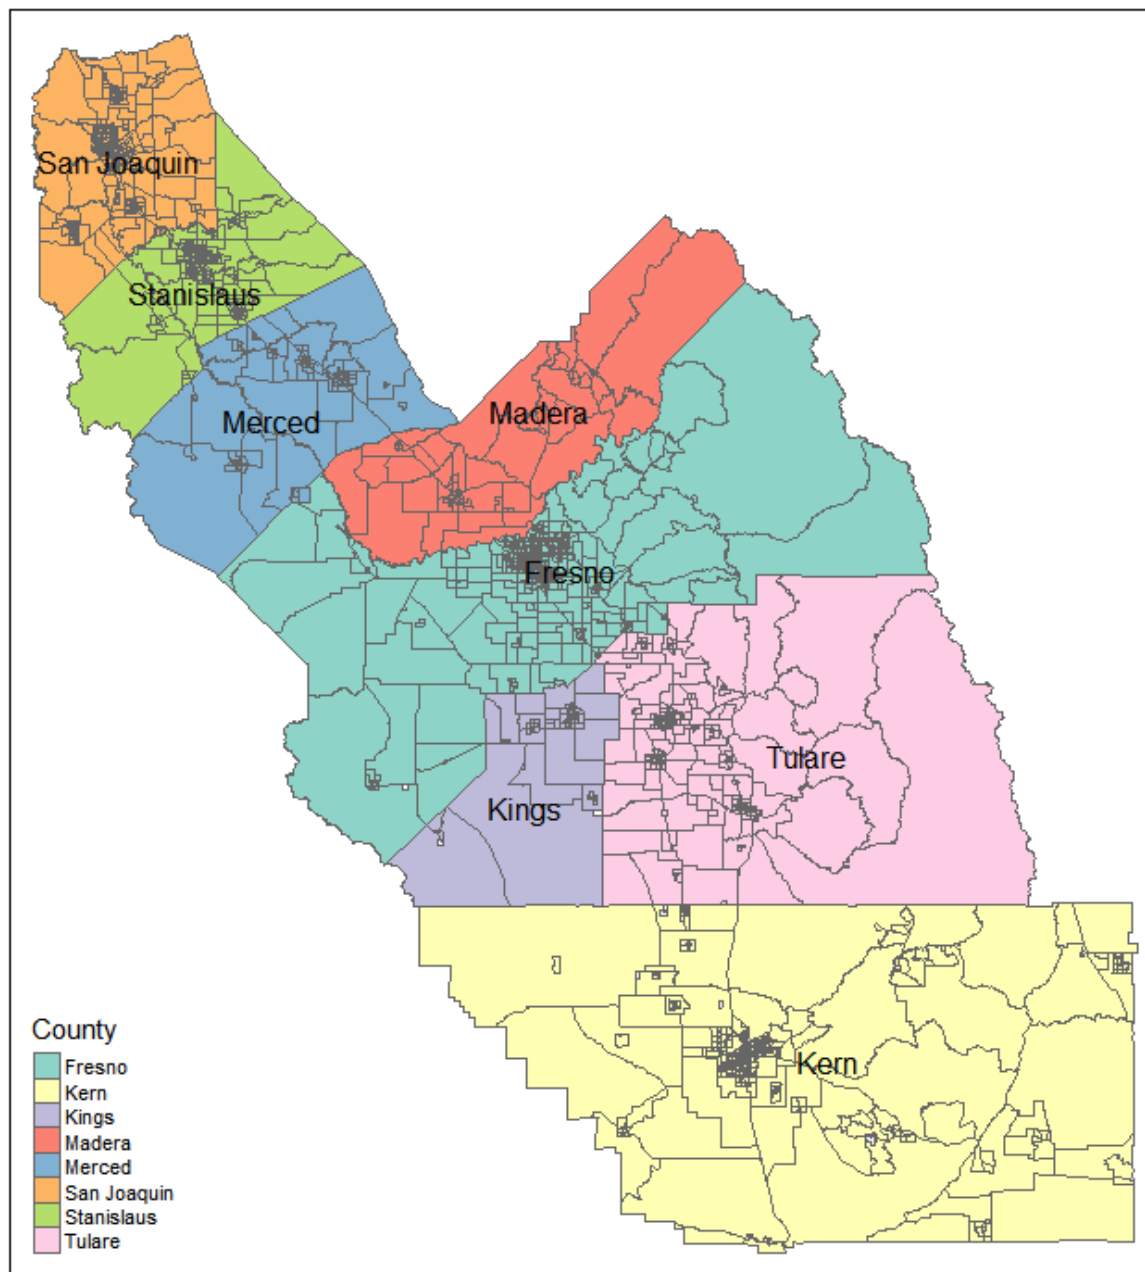 San Joaquin
Stanislaus
Merced
Madera
Fresno
Tulare
Kings
Kern
County
Fresno
Kern
Kings
Madera
Merced
San Joaquin
Stanislaus
Tulare